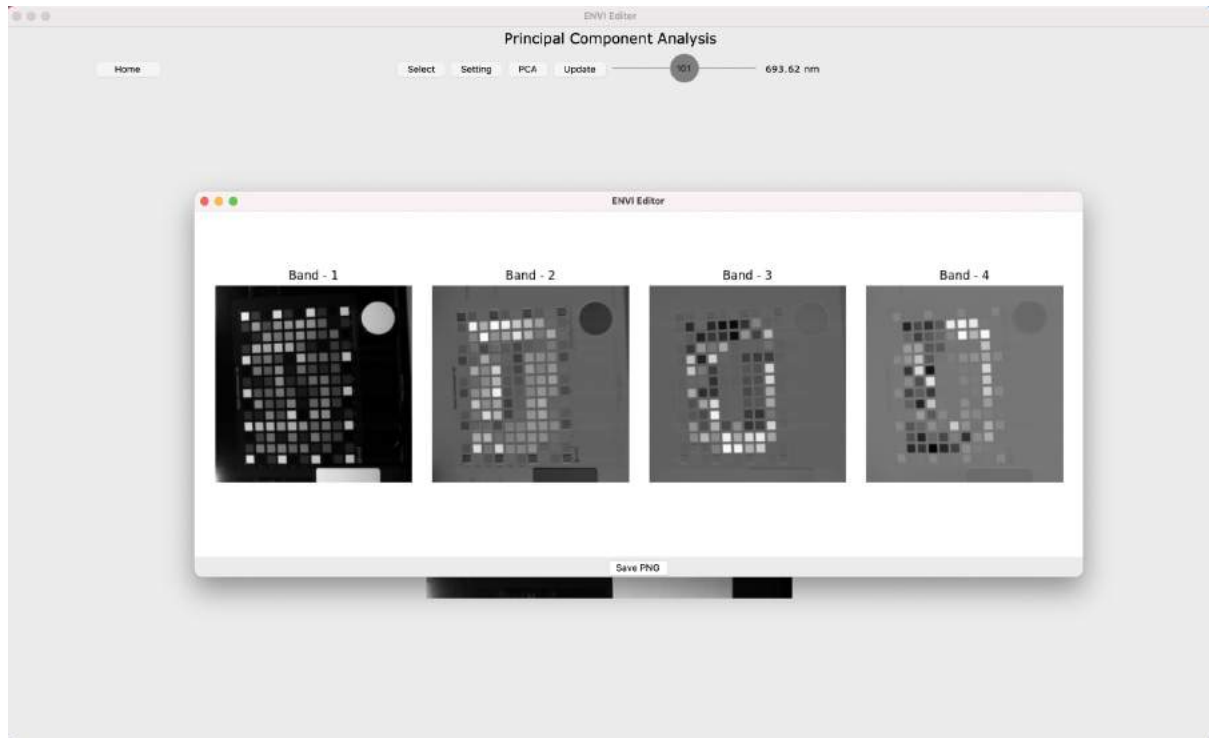 ENVI Editor
Principal Component Analysis
Home Select Setting PCA Update 101 693.62 nm
ENVI Editor
Band - 1 Band - 2 Band - 3 Band - 4
Save PNG